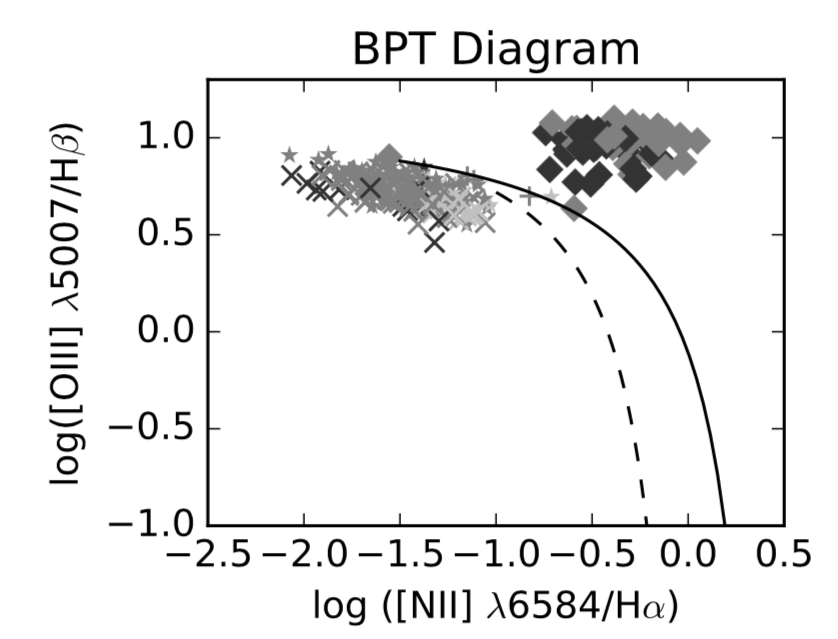 BPT Diagram
log([OIII] λ5007/Hβ)
1.0
0.5
0.0
−0.5
−1.0
−2.5 −2.0 −1.5 −1.0 −0.5 0.0 0.5
log ([NII] λ6584/Hα)